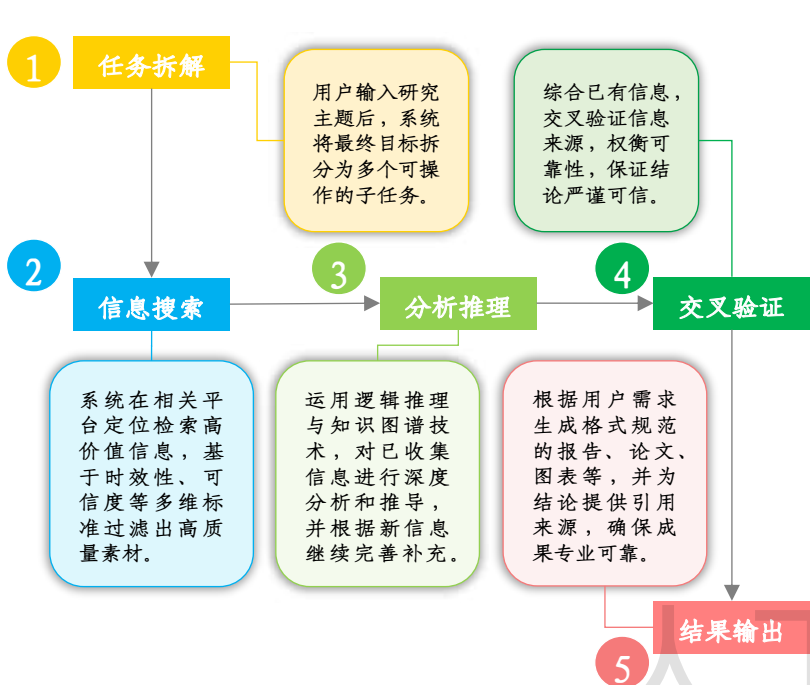 1
任务拆解
用户输入研究
主题后，系统
将最终目标拆
分为多个可操
作的子任务。
2
信息搜索
系统在相关平
台定位检索高
价值信息，基
于时效性、可
信度等多维标
准过滤出高质
量素材。
3
分析推理
运用逻辑推理
与知识图谱技
术，对已收集
信息进行深度
分析和推导，
并根据新信息
继续完善补充。
4
交叉验证
综合已有信息，
交叉验证信息
来源，权衡可
靠性，保证结
论严谨可信。
5
结果输出
根据用户需求
生成格式规范
的报告、论文、
图表等，并为
结论提供引用
来源，确保成
果专业可靠。